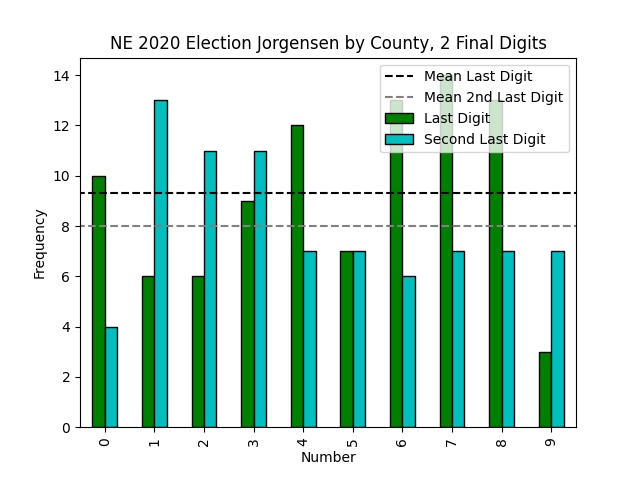 NE 2020 Election Jorgensen by County, 2 Final Digits
Mean Last Digit
Mean 2nd Last Digit
Last Digit
Second Last Digit
14
12
10
8
6
4
2
0
Frequency
0 1 2 3 4 5 6 7 8 9
Number